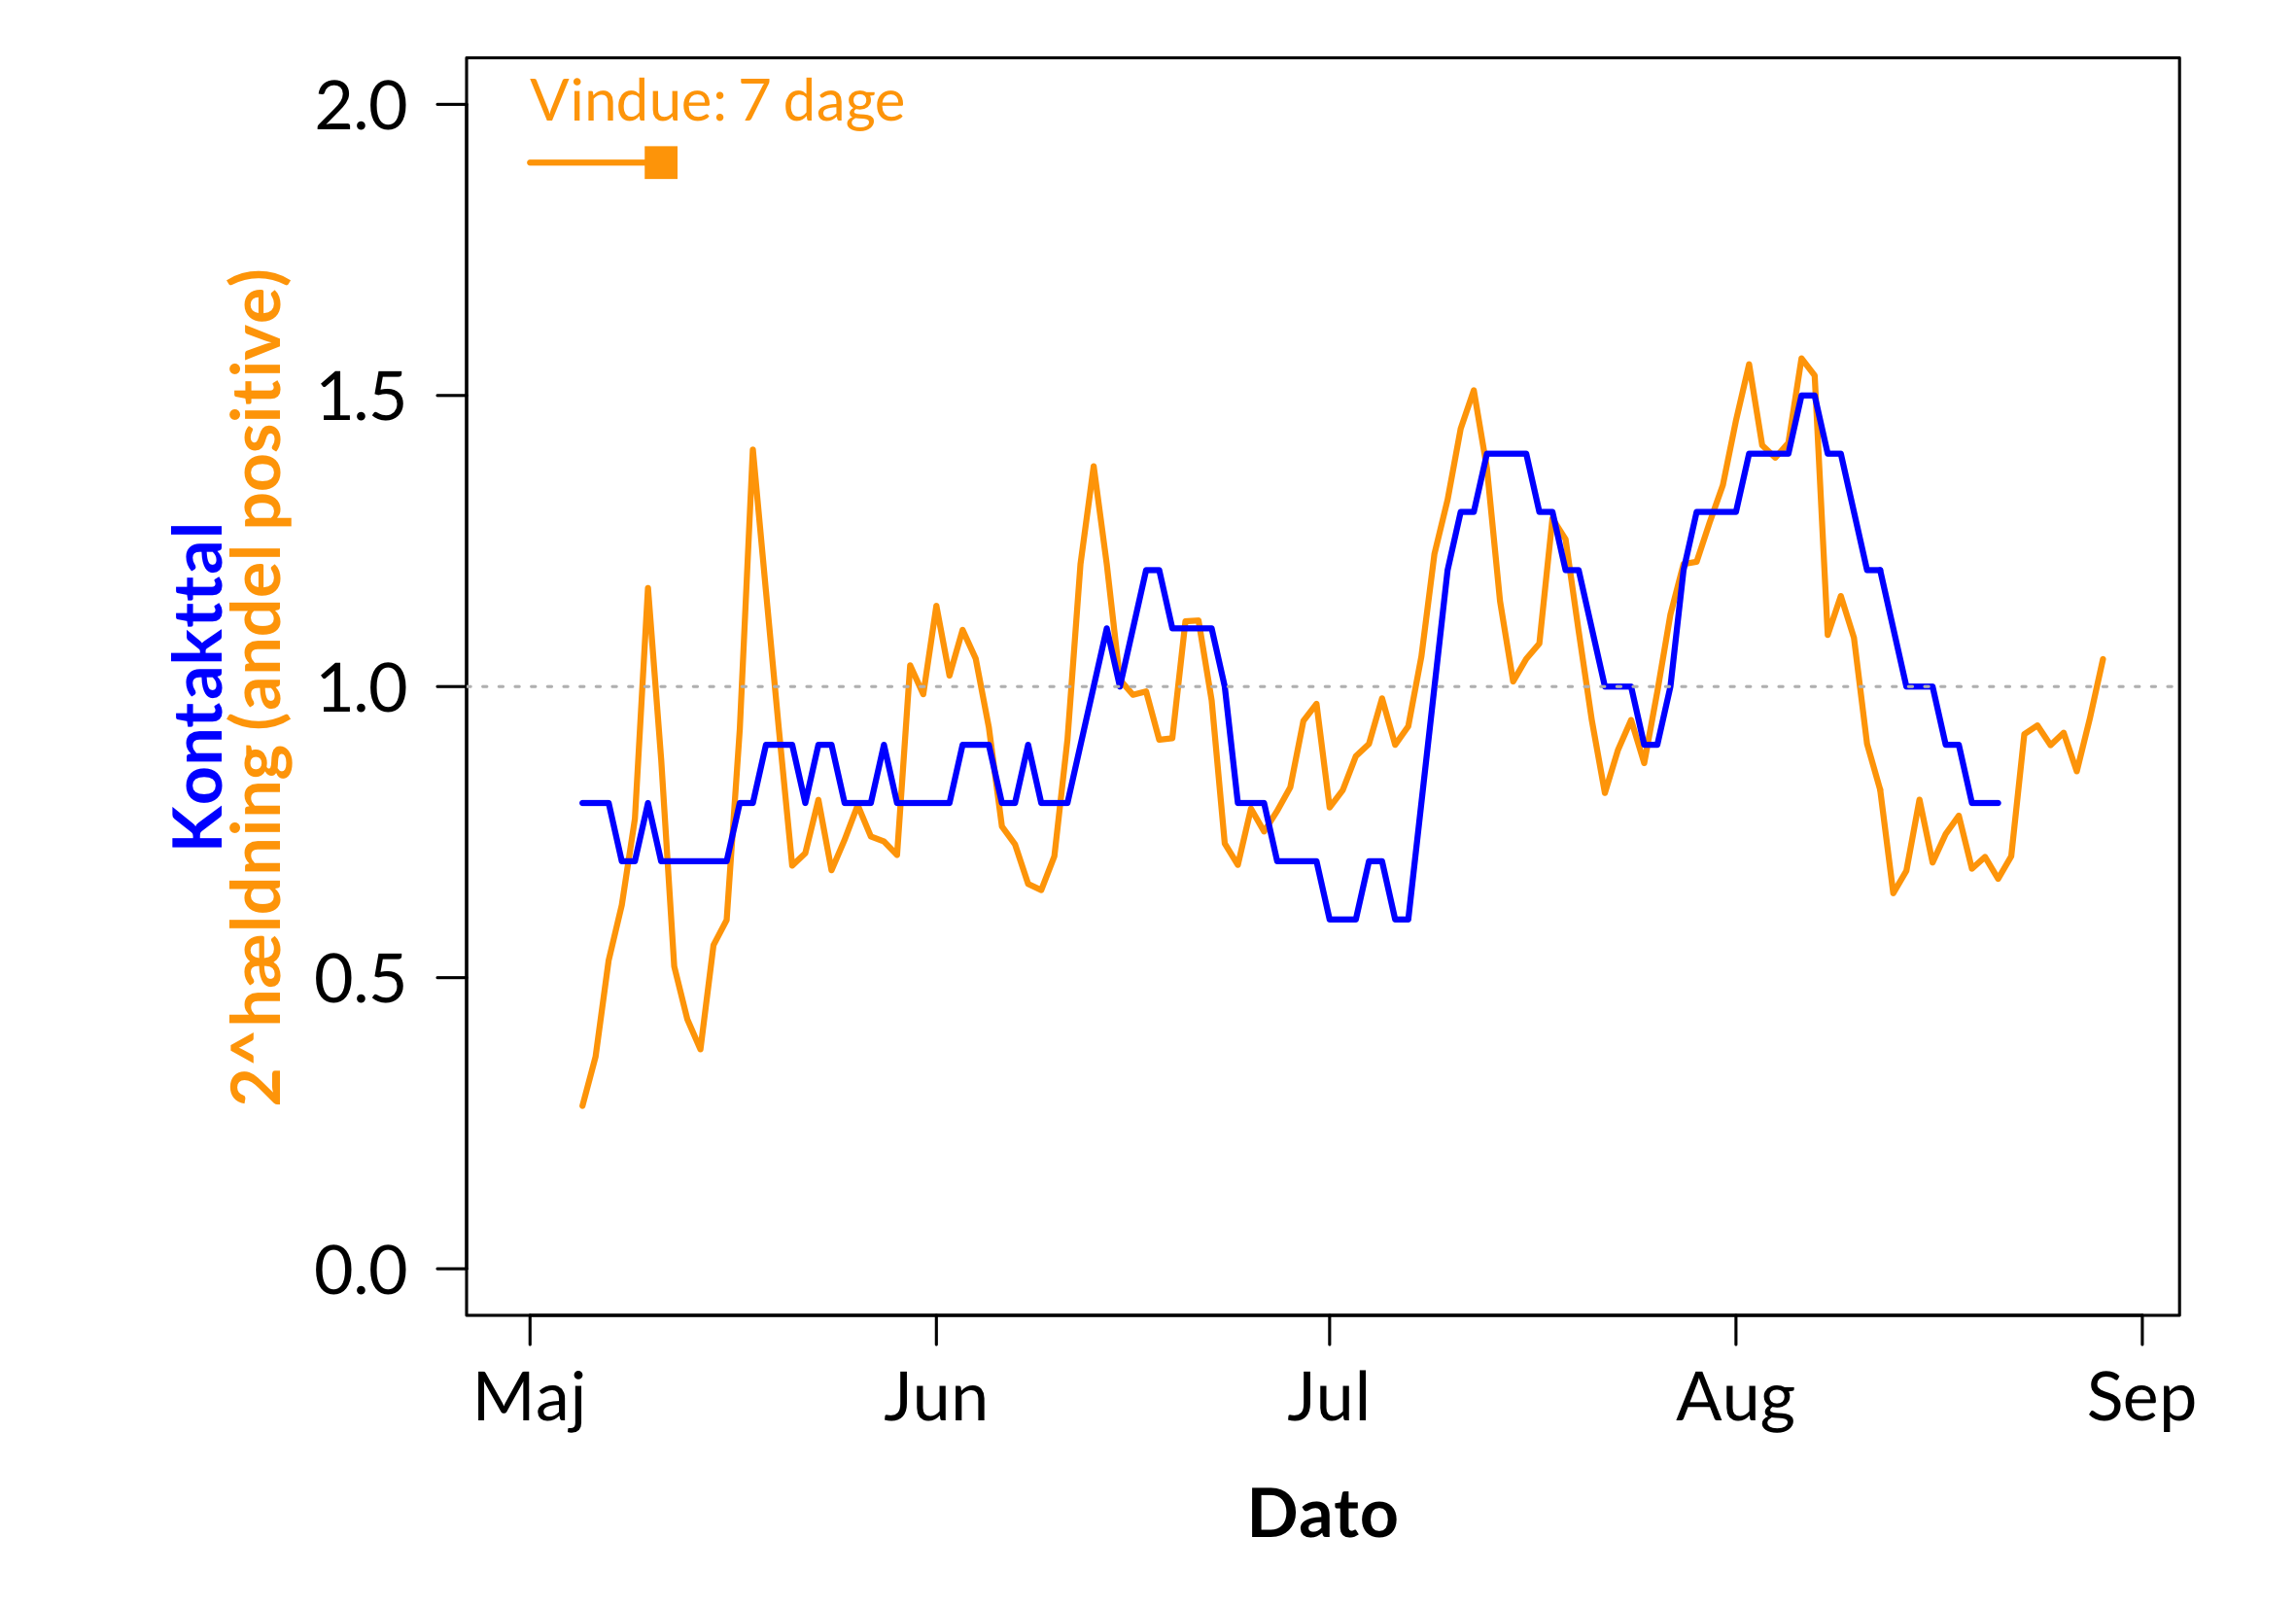 Kontakttal
2^hældning(andel positive)
Vindue: 7 dage
2.0
1.5
1.0
0.5
0.0
Maj Jun Jul Aug Sep
Dato